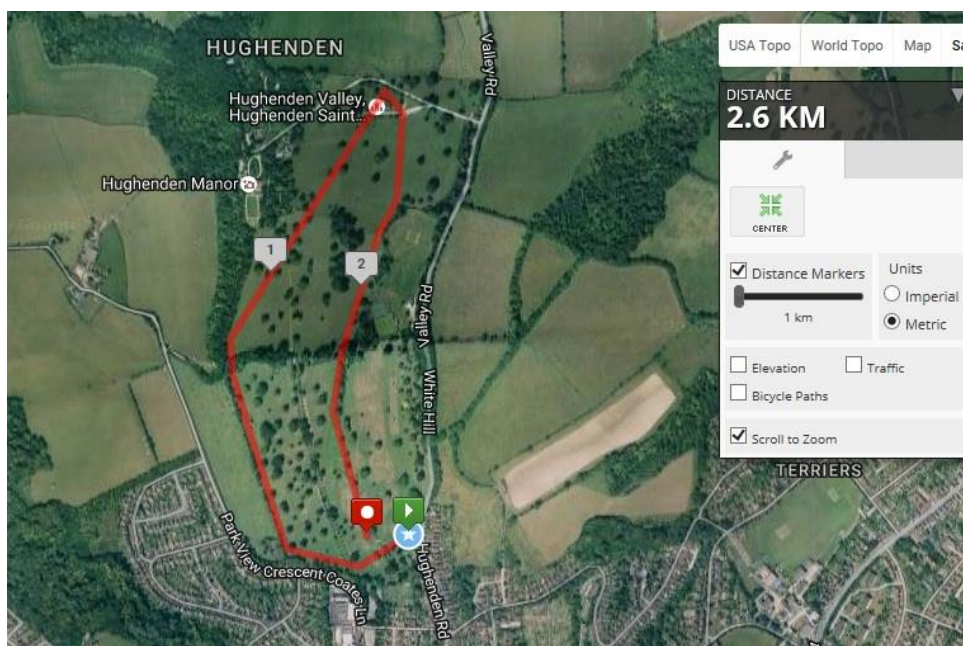 HUGHENDEN
Hughenden Valley,
Hughenden Saint...
Hughenden Manor
1
2
Valley Rd
Valley Rd
White Hill
Park View Crescent
Coates Ln
Hughenden Rd
TERRIERS
USA Topo
World Topo
Map
Sa
DISTANCE
2.6 KM
CENTER
Distance Markers
1 km
Units
Imperial
Metric
Elevation
Traffic
Bicycle Paths
Scroll to Zoom